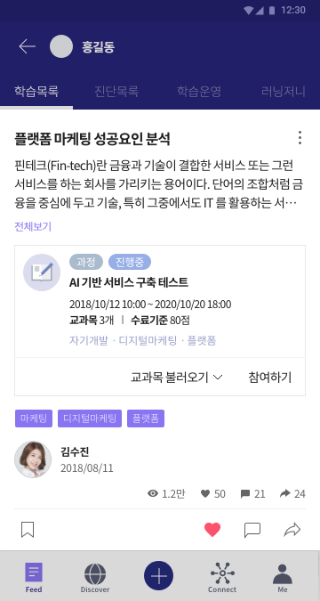 12:30
홍길동
학습목록 진단목록 학습운영 러닝저니
플랫폼 마케팅 성공요인 분석
핀테크(Fin-tech)란 금융과 기술이 결합한 서비스 또는 그런
서비스를 하는 회사를 가리키는 용어이다. 단어의 조합처럼 금
융을 중심에 두고 기술, 특히 그중에서도 IT 를 활용하는 서···
전체보기
과정 진행중
AI 기반 서비스 구축 테스트
2018/10/12 10:00 ~ 2020/10/20 18:00
교과목 3개 | 수료기준 80점
자기개발 · 디지털마케팅 · 플랫폼
교과목 불러오기 참여하기
마케팅 디지털마케팅 플랫폼
김수진
2018/08/11
1.2만 50 21 24
Feed Discover Connect Me